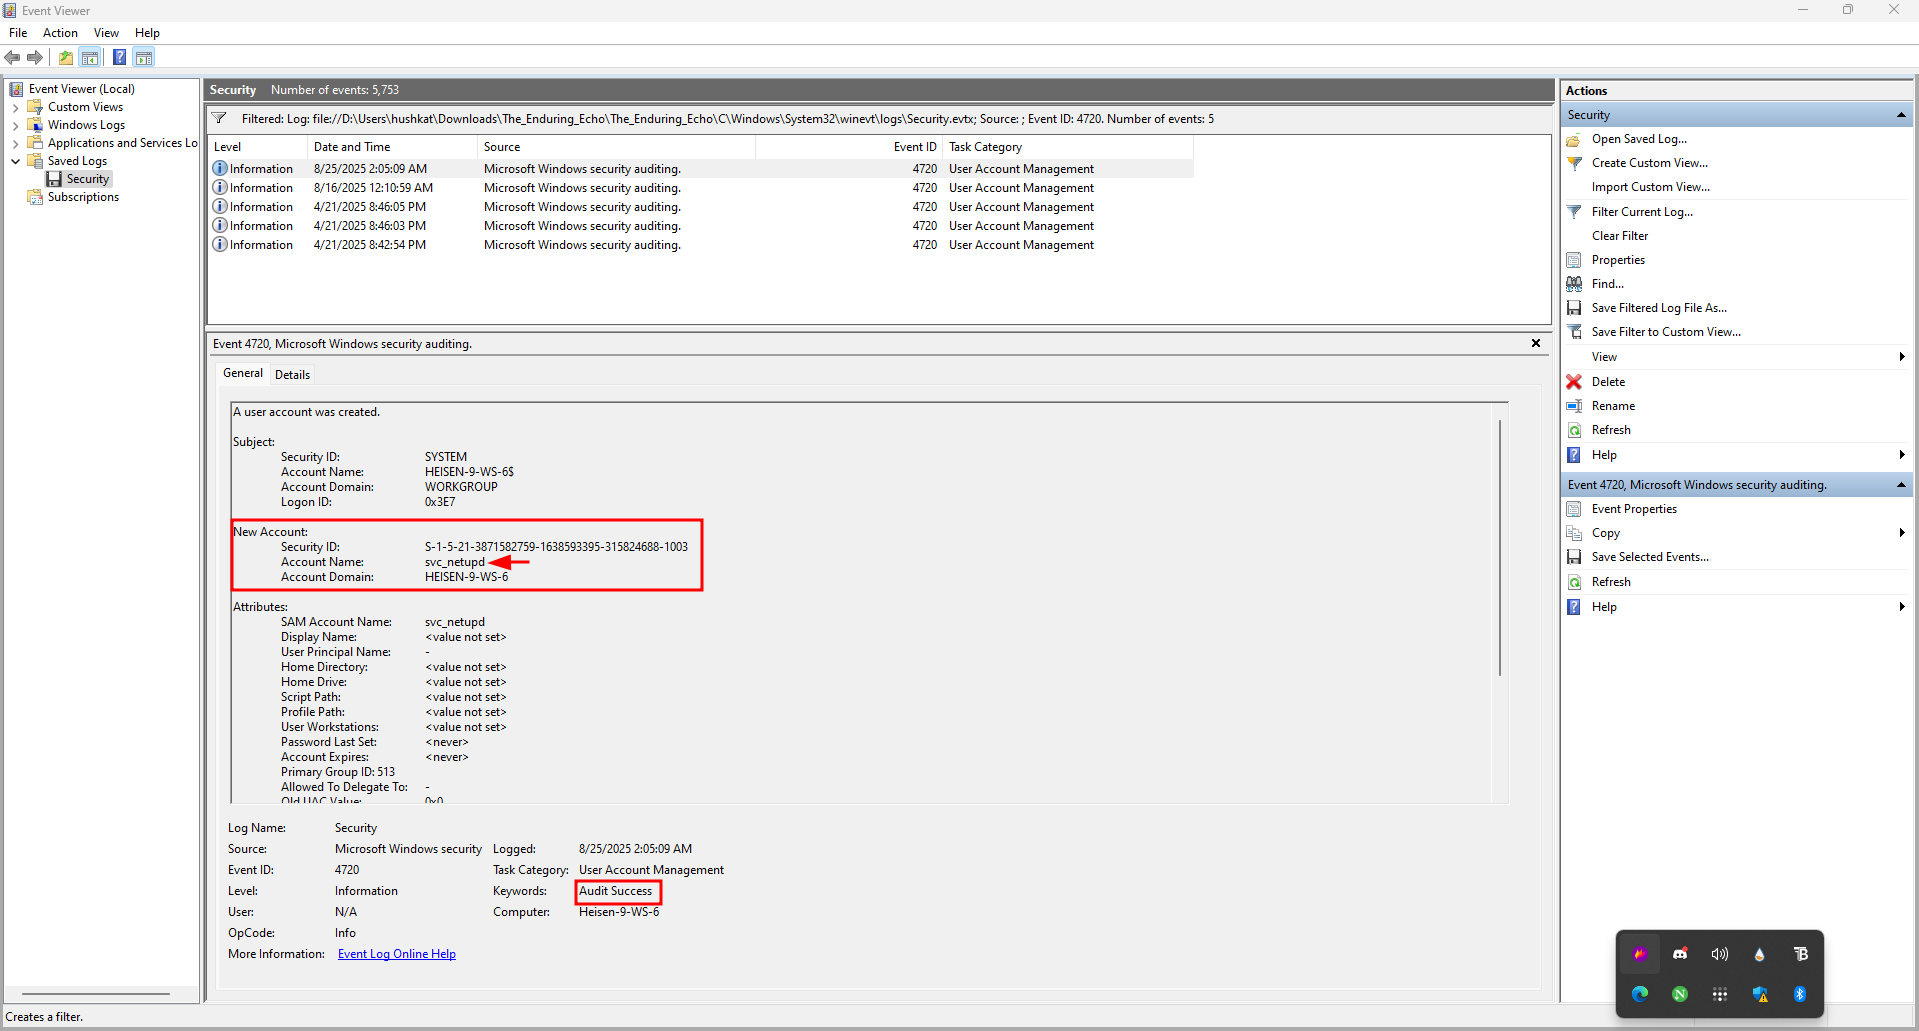 Event Viewer
File Action View Help
Event Viewer (Local)
Custom Views
Windows Logs
Applications and Services Lo
Saved Logs
Security
Subscriptions
Security Number of events: 5,753
Filtered: Log: file://D:\Users\hushkat\Downloads\The_Enduring_Echo\The_Enduring_Echo\C\Windows\System32\winevt\logs\Security.evtx; Source: ; Event ID: 4720. Number of events: 5
Level Date and Time Source Event ID Task Category
Information 8/25/2025 2:05:09 AM Microsoft Windows security auditing. 4720 User Account Management
Information 8/16/2025 12:10:59 AM Microsoft Windows security auditing. 4720 User Account Management
Information 4/21/2025 8:46:05 PM Microsoft Windows security auditing. 4720 User Account Management
Information 4/21/2025 8:46:03 PM Microsoft Windows security auditing. 4720 User Account Management
Information 4/21/2025 8:42:54 PM Microsoft Windows security auditing. 4720 User Account Management
Event 4720, Microsoft Windows security auditing.
General Details
A user account was created.
Subject:
Security ID: SYSTEM
Account Name: HEISEN-9-WS-6$
Account Domain: WORKGROUP
Logon ID: 0x3E7
New Account:
Security ID: S-1-5-21-3871582759-1638593395-315824688-1003
Account Name: svc_netupd
Account Domain: HEISEN-9-WS-6
Attributes:
SAM Account Name: svc_netupd
Display Name: <value not set>
User Principal Name: -
Home Directory: <value not set>
Home Drive: <value not set>
Script Path: <value not set>
Profile Path: <value not set>
User Workstations: <value not set>
Password Last Set: <never>
Account Expires: <never>
Primary Group ID: 513
Allowed To Delegate To: -
Old UAC Value: 0x0
Log Name: Security
Source: Microsoft Windows security Logged: 8/25/2025 2:05:09 AM
Event ID: 4720 Task Category: User Account Management
Level: Information Keywords: Audit Success
User: N/A Computer: Heisen-9-WS-6
OpCode: Info
More Information: Event Log Online Help
Actions
Security
Open Saved Log...
Create Custom View...
Import Custom View...
Filter Current Log...
Clear Filter
Properties
Find...
Save Filtered Log File As...
Save Filter to Custom View...
View
Delete
Rename
Refresh
Help
Event 4720, Microsoft Windows security auditing.
Event Properties
Copy
Save Selected Events...
Refresh
Help
Creates a filter.